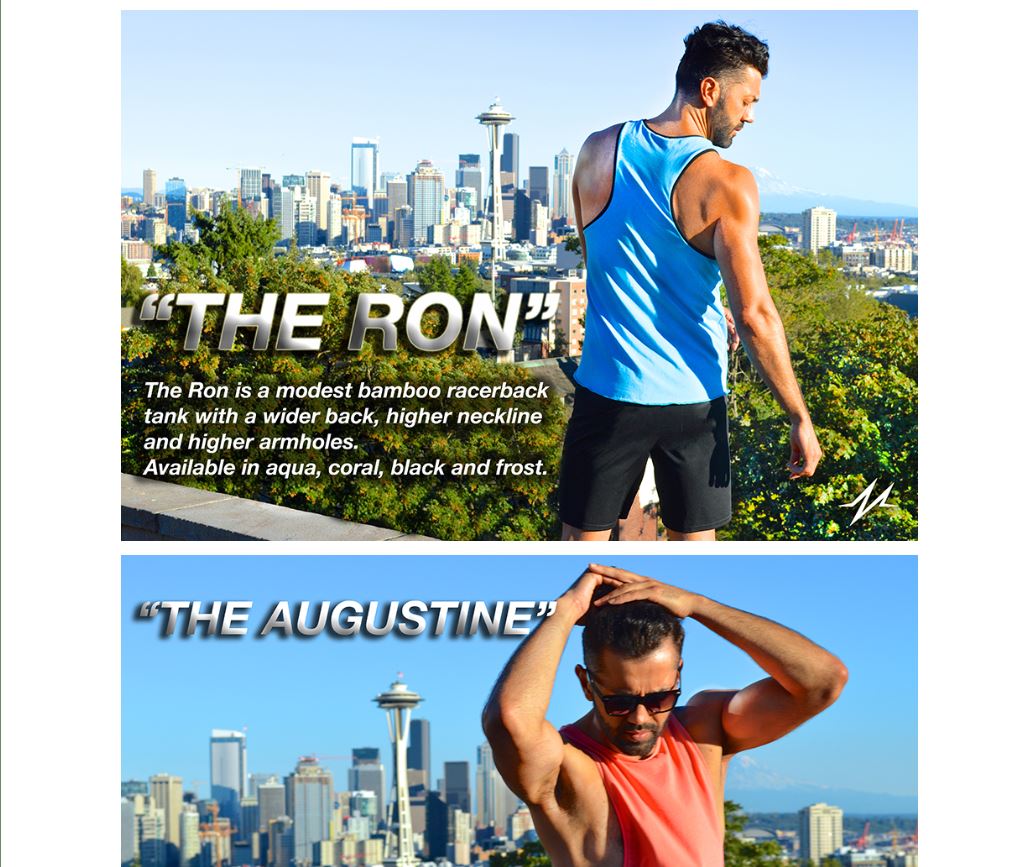 “THE RON”
The Ron is a modest bamboo racerback
tank with a wider back, higher neckline
and higher armholes.
Available in aqua, coral, black and frost.
“THE AUGUSTINE”